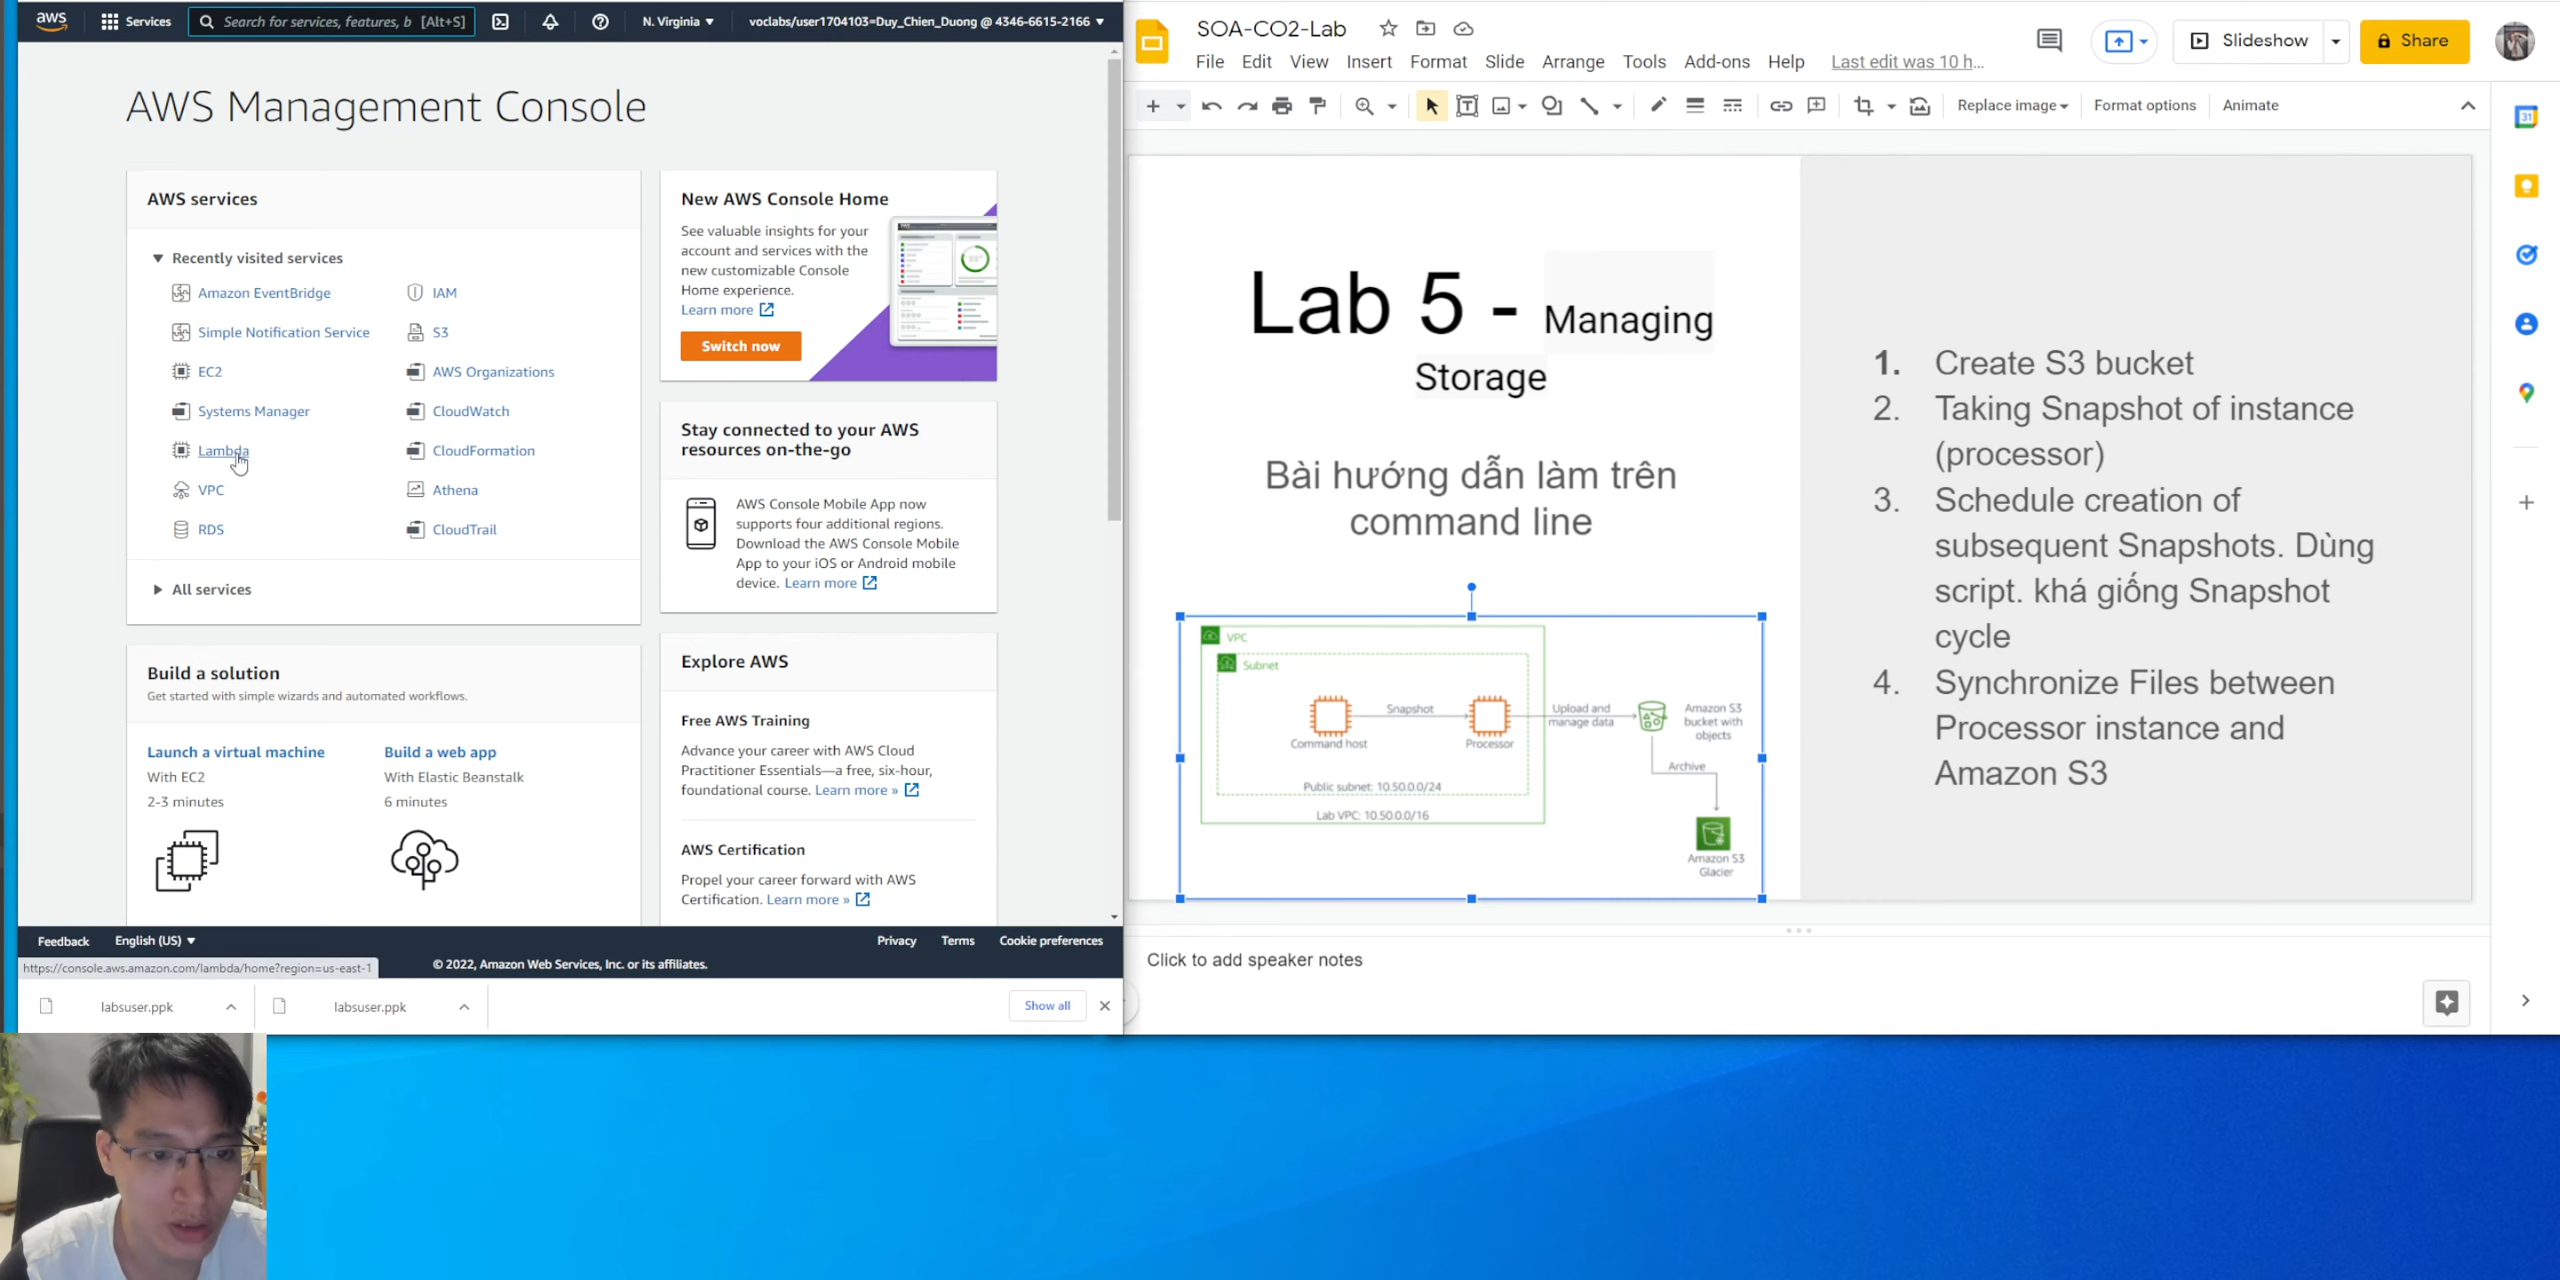 aws
Services
Search for services, features, b [Alt+S]
N. Virginia
voclabs/user1704103=Duy_Chien_Duong @ 4346-6615-2166
AWS Management Console
AWS services
Recently visited services
Amazon EventBridge
IAM
Simple Notification Service
S3
EC2
AWS Organizations
Systems Manager
CloudWatch
Lambda
CloudFormation
VPC
Athena
RDS
CloudTrail
All services
Build a solution
Get started with simple wizards and automated workflows.
Launch a virtual machine
With EC2
2-3 minutes
Build a web app
With Elastic Beanstalk
6 minutes
New AWS Console Home
See valuable insights for your
account and services with the
new customizable Console
Home experience.
Learn more
Switch now
Stay connected to your AWS
resources on-the-go
AWS Console Mobile App now
supports four additional regions.
Download the AWS Console Mobile
App to your iOS or Android mobile
device. Learn more
Explore AWS
Free AWS Training
Advance your career with AWS Cloud
Practitioner Essentials—a free, six-hour,
foundational course. Learn more »
AWS Certification
Propel your career forward with AWS
Certification. Learn more »
Feedback
English (US)
Privacy
Terms
Cookie preferences
https://console.aws.amazon.com/lambda/home?region=us-east-1
© 2022, Amazon Web Services, Inc. or its affiliates.
labsuser.ppk
labsuser.ppk
Show all
SOA-CO2-Lab
File Edit View Insert Format Slide Arrange Tools Add-ons Help Last edit was 10 h...
Slideshow
Share
Replace image
Format options
Animate
31
Lab 5 - Managing
Storage
Bài hướng dẫn làm trên
command line
VPC
Subnet
Command host
Snapshot
Processor
Upload and
manage data
Amazon S3
bucket with
objects
Archive
Public subnet: 10.50.0.0/24
Lab VPC: 10.50.0.0/16
Amazon S3
Glacier
1. Create S3 bucket
2. Taking Snapshot of instance
(processor)
3. Schedule creation of
subsequent Snapshots. Dùng
script. khá giống Snapshot
cycle
4. Synchronize Files between
Processor instance and
Amazon S3
Click to add speaker notes